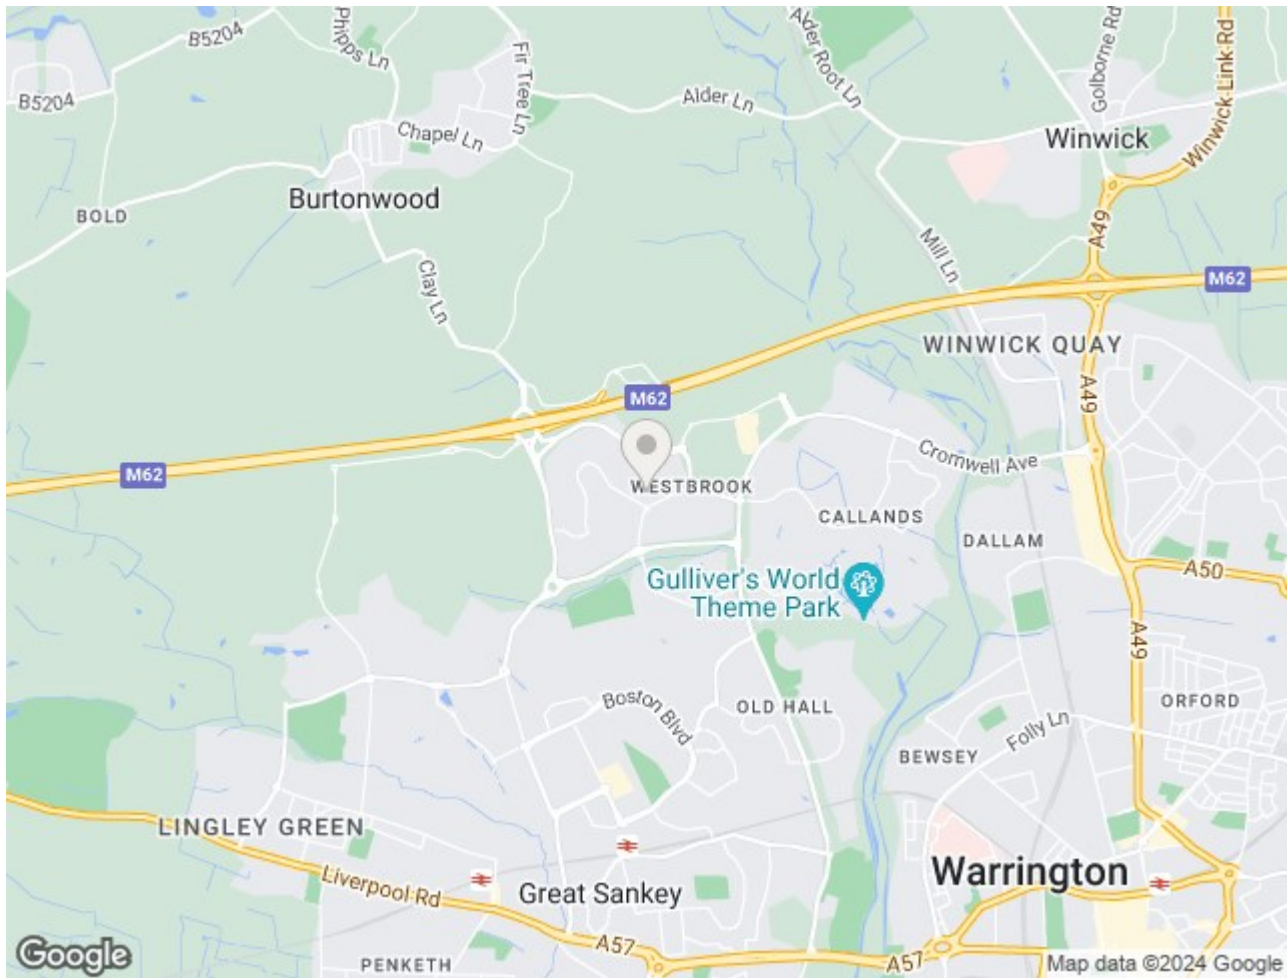 B5204
Phipps Ln
Fir Tree Ln
Alder Root Ln
Golborne Rd
Winwick Link Rd
B5204
Alder Ln
Chapel Ln
Winwick
Burtonwood
BOLD
A49
Mill Ln
Clay Ln
M62
WINWICK QUAY
M62
A49
M62
Cromwell Ave
WESTBROOK
CALLANDS
DALLAM
A50
Gulliver's World
Theme Park
A49
Boston Blvd
OLD HALL
ORFORD
Folly Ln
BEWSEY
LINGLEY GREEN
Liverpool Rd
Great Sankey
Warrington
A57
A57
PENKETH
Google
Map data ©2024 Google